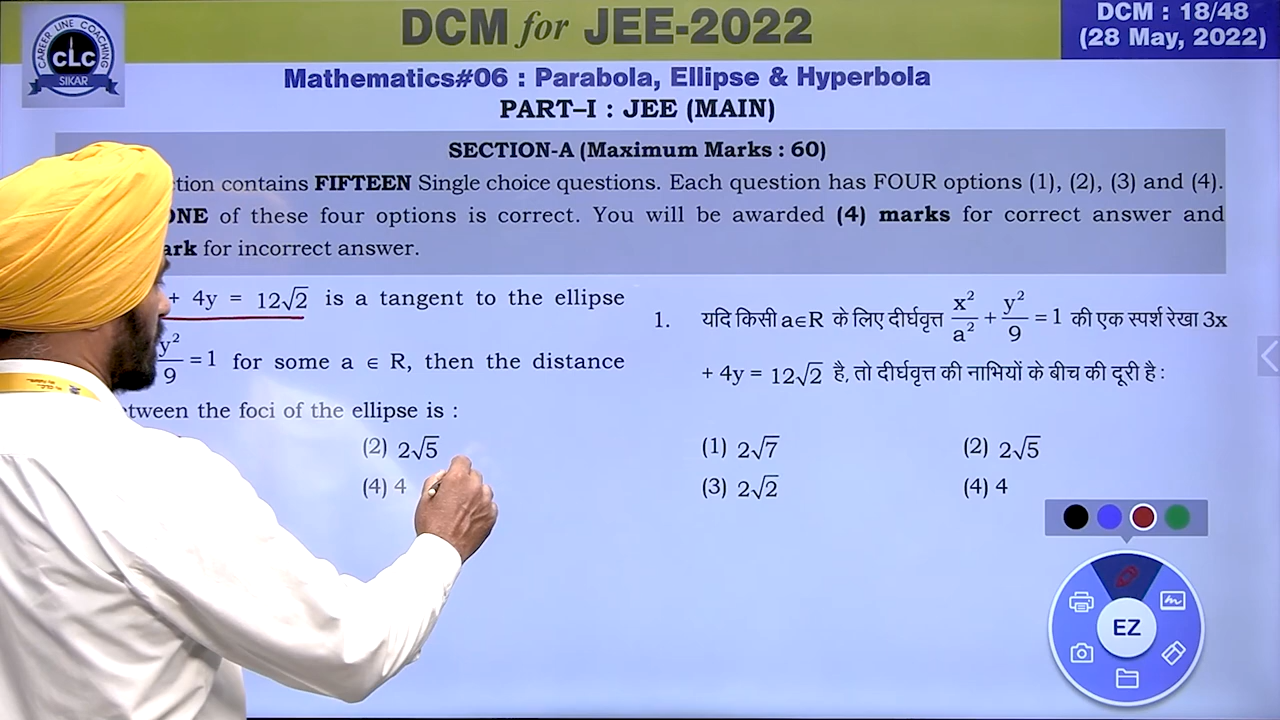 CAREER LINE COACHING
CLC
SIKAR
DCM for JEE-2022
DCM : 18/48
(28 May, 2022)
Mathematics#06 : Parabola, Ellipse & Hyperbola
PART–I : JEE (MAIN)
SECTION-A (Maximum Marks : 60)
tion contains FIFTEEN Single choice questions. Each question has FOUR options (1), (2), (3) and (4).
ONE of these four options is correct. You will be awarded (4) marks for correct answer and
ark for incorrect answer.
+ 4y = 12√2 is a tangent to the ellipse
y²/9 = 1 for some a ∈ R, then the distance
tween the foci of the ellipse is :
(2) 2√5
(4) 4
1. यदि किसी a∈R के लिए दीर्घवृत्त x²/a² + y²/9 = 1 की एक स्पर्श रेखा 3x
+ 4y = 12√2 है, तो दीर्घवृत्त की नाभियों के बीच की दूरी है :
(1) 2√7 (2) 2√5
(3) 2√2 (4) 4
EZ